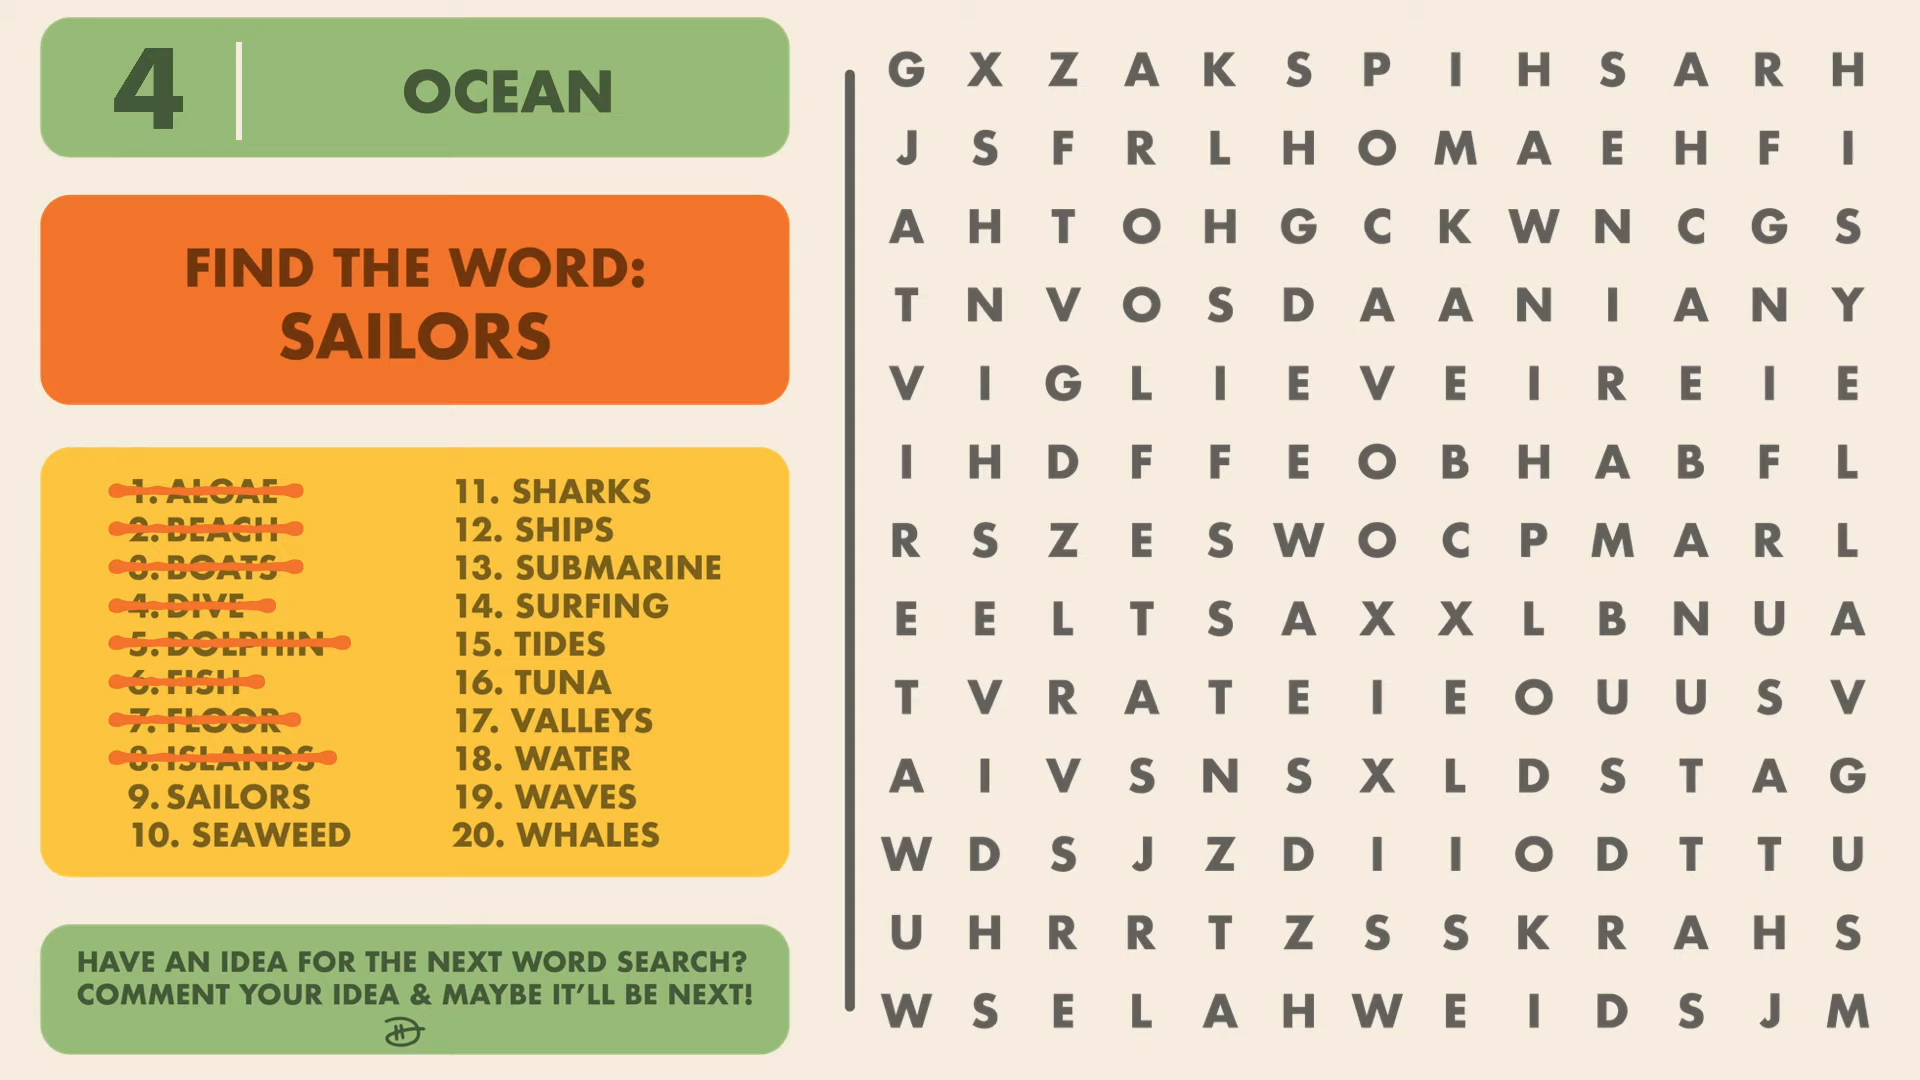 4 OCEAN
FIND THE WORD:
SAILORS
1. ALGAE
2. BEACH
3. BOATS
4. DIVE
5. DOLPHIN
6. FISH
7. FLOOR
8. ISLANDS
9. SAILORS
10. SEAWEED
11. SHARKS
12. SHIPS
13. SUBMARINE
14. SURFING
15. TIDES
16. TUNA
17. VALLEYS
18. WATER
19. WAVES
20. WHALES
HAVE AN IDEA FOR THE NEXT WORD SEARCH?
COMMENT YOUR IDEA & MAYBE IT’LL BE NEXT!
G X Z A K S P I H S A R H
J S F R L H O M A E H F I
A H T O H G C K W N C G S
T N V O S D A A N I A N Y
V I G L I E V E I R E I E
I H D F F E O B H A B F L
R S Z E S W O C P M A R L
E E L T S A X X L B N U A
T V R A T E I E O U U S V
A I V S N S X L D S T A G
W D S J Z D I I O D T T U
U H R R T Z S S K R A H S
W S E L A H W E I D S J M